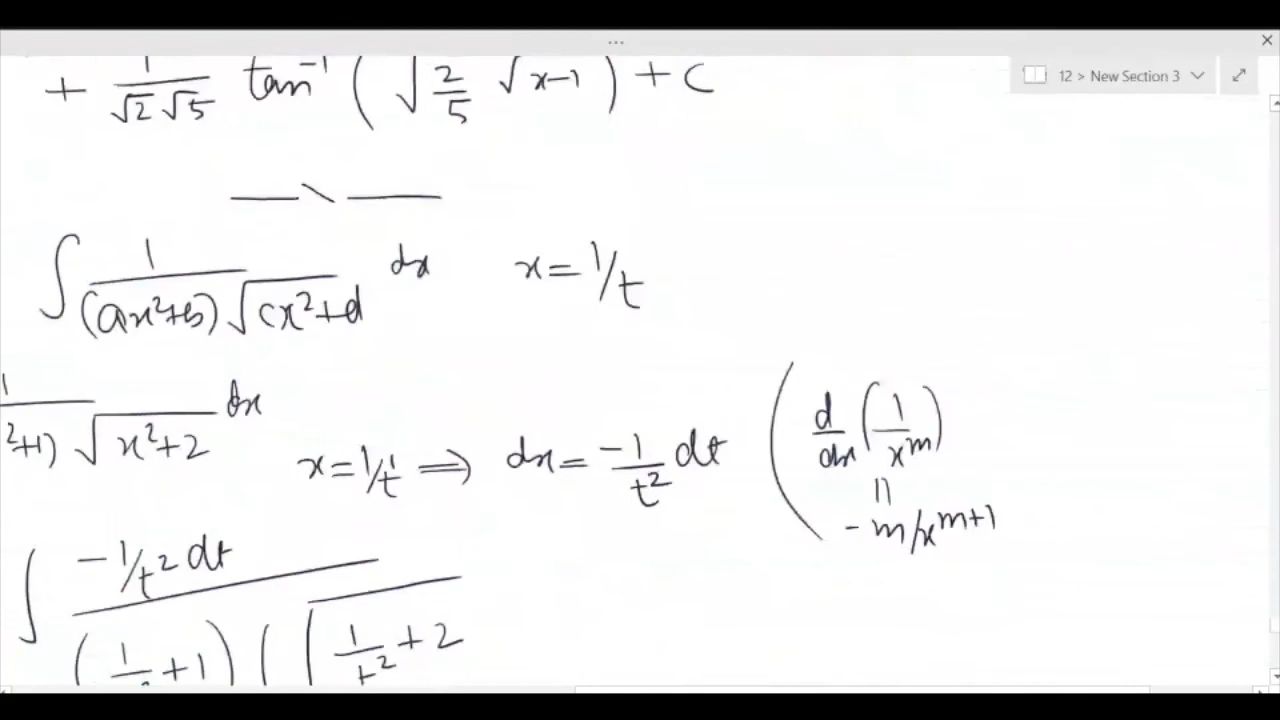 + 1/√2 √5 tan⁻¹ ( √2/5 √x-1 ) + C
12 > New Section 3
∫ 1/(ax²+b) √cx²+d dx x = 1/t
1/²+1) √x²+2 dx
x = 1/t ⟹ dx = -1/t² dt
( d/dx (1/xᵐ)
||
-m/xᵐ⁺¹
∫ -1/t² dt
( 1/² + 1 ) ( √1/t² + 2